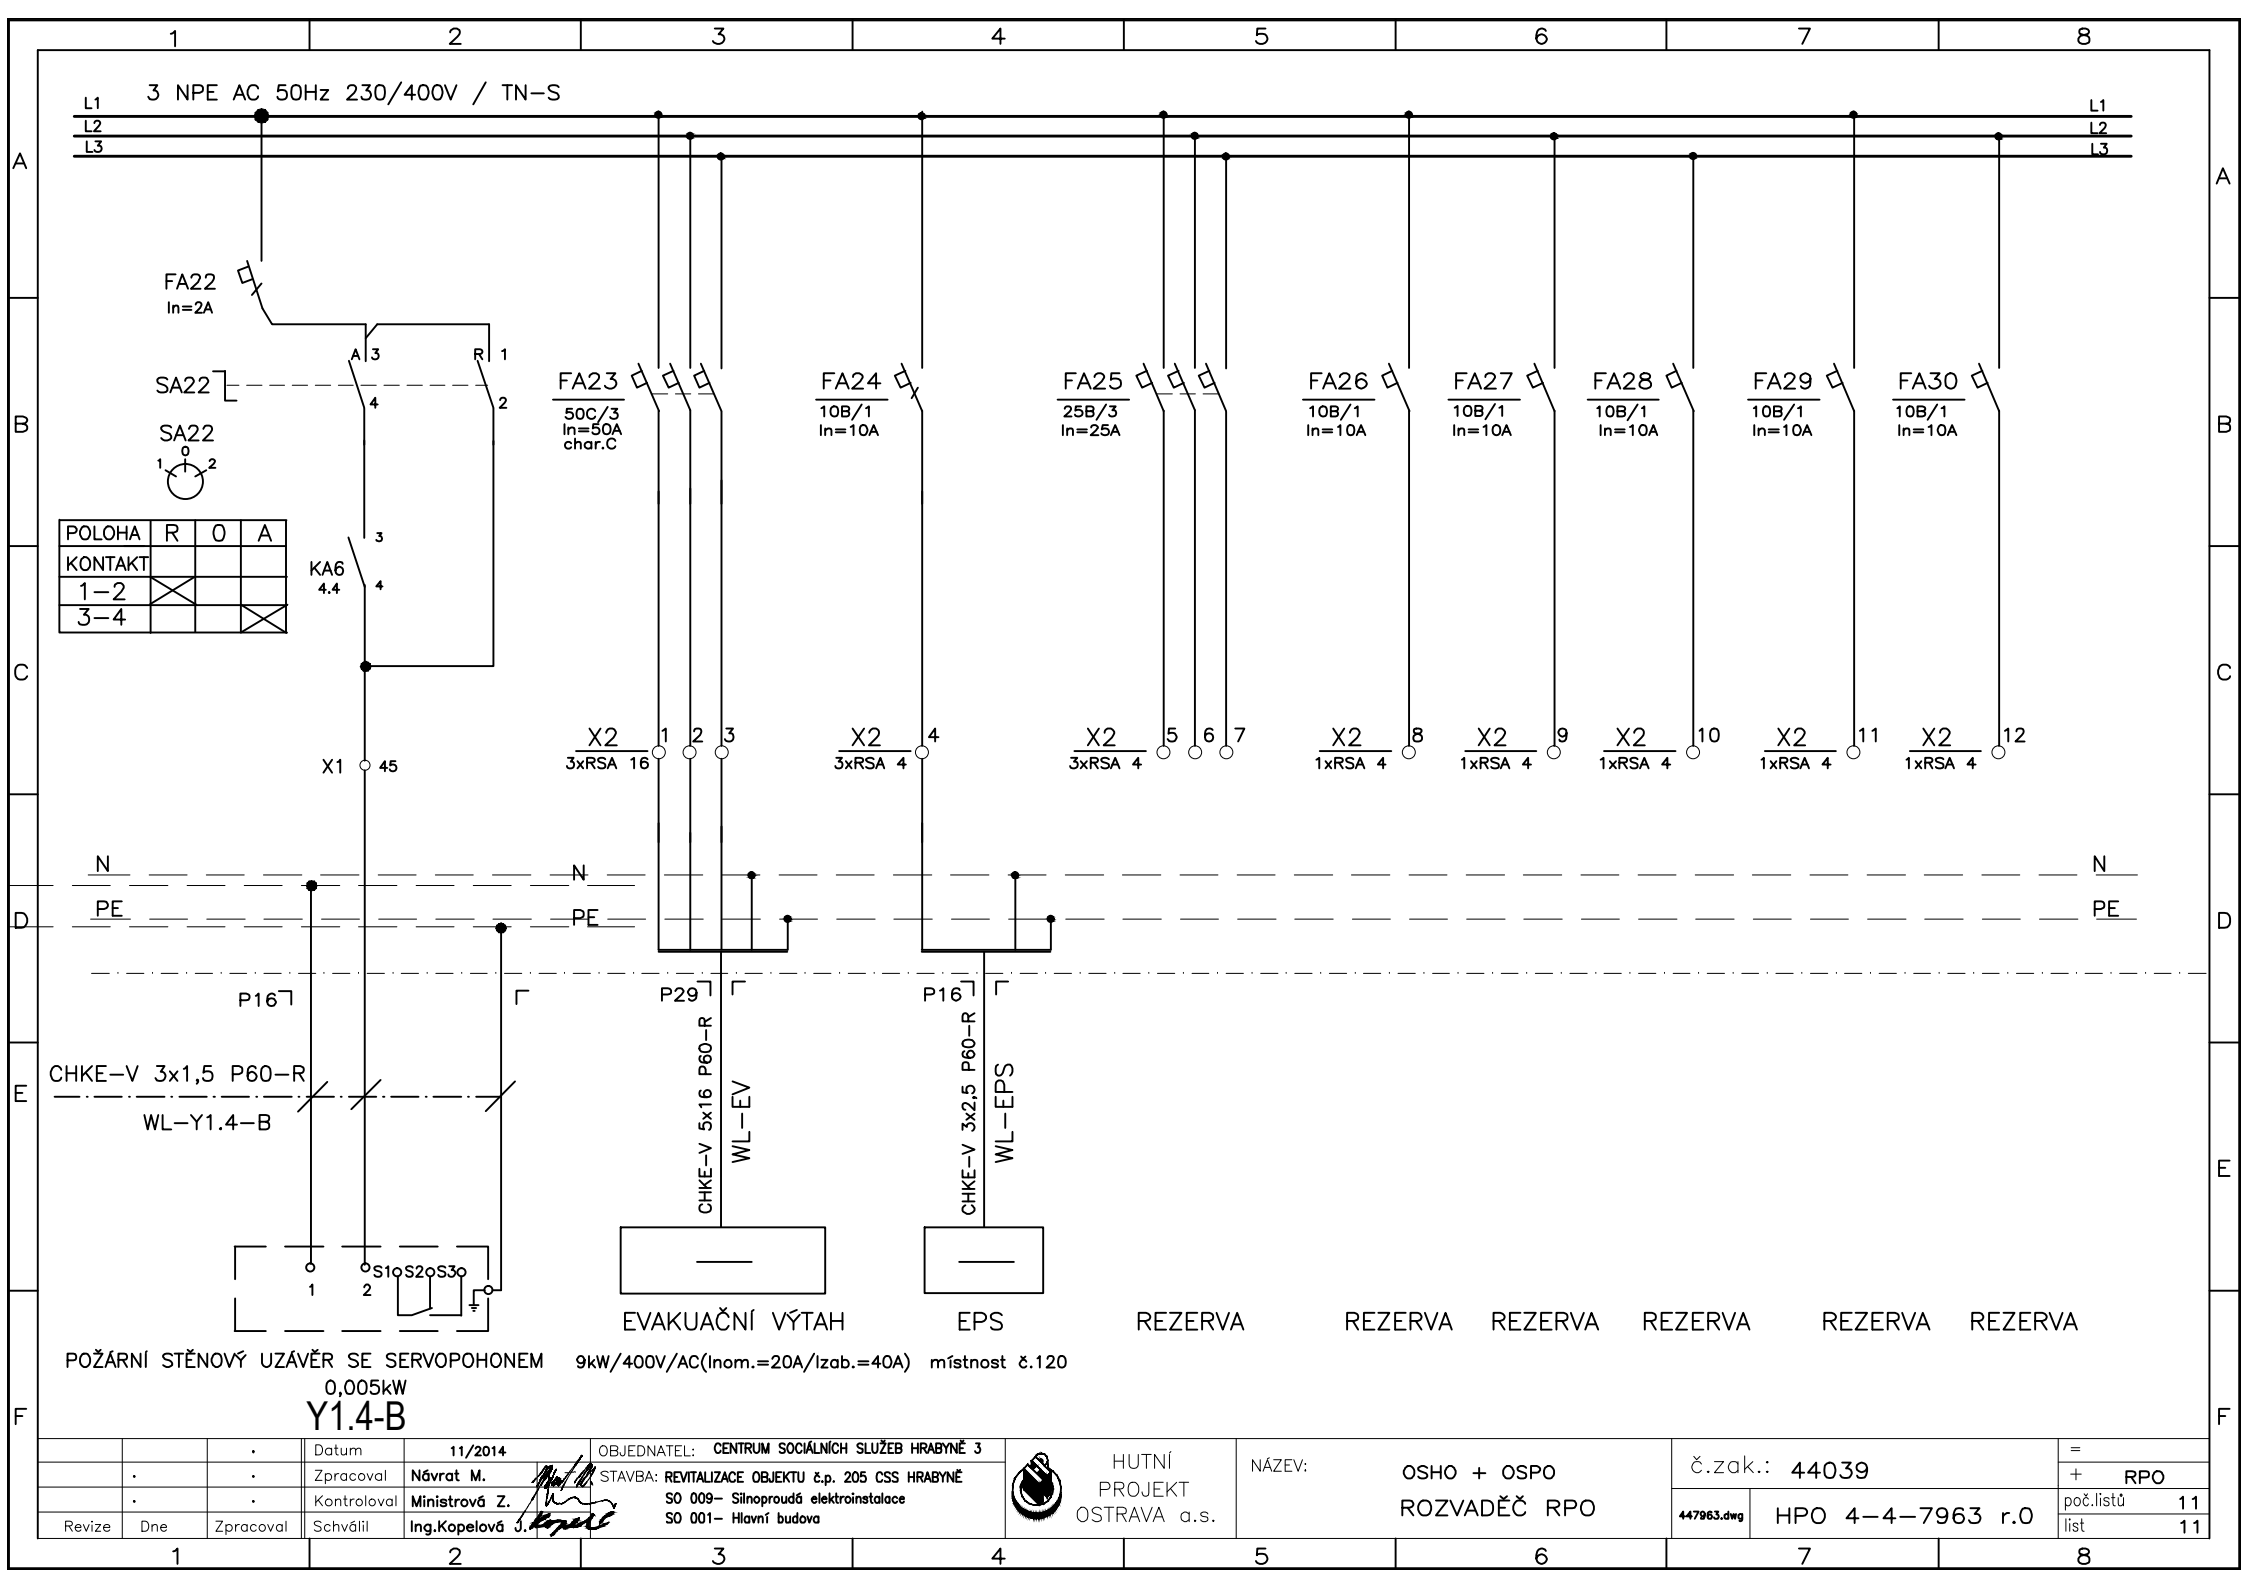 1 2 3 4 5 6 7 8
3 NPE AC 50Hz 230/400V / TN-S
L1 L1
L2 L2
L3 L3
A A
FA22
In=2A
A 3 R 1
SA22
4 2
SA22
0
1 2
FA23
50C/3
In=50A
char.C
FA24
10B/1
In=10A
FA25
25B/3
In=25A
FA26
10B/1
In=10A
FA27
10B/1
In=10A
FA28
10B/1
In=10A
FA29
10B/1
In=10A
FA30
10B/1
In=10A
B B
POLOHA R 0 A
KONTAKT
1-2
3-4
3
KA6
4.4 4
C C
X1 45
X2 1 2 3
3xRSA 16
X2 4
3xRSA 4
X2 5 6 7
3xRSA 4
X2 8
1xRSA 4
X2 9
1xRSA 4
X2 10
1xRSA 4
X2 11
1xRSA 4
X2 12
1xRSA 4
N N N
PE PE PE
D D
P16 P29 P16
CHKE-V 3x1,5 P60-R
WL-Y1.4-B
CHKE-V 5x16 P60-R
WL-EV
CHKE-V 3x2,5 P60-R
WL-EPS
E E
S1 S2 S3
1 2
EVAKUAČNÍ VÝTAH EPS REZERVA REZERVA REZERVA REZERVA REZERVA REZERVA
POŽÁRNÍ STĚNOVÝ UZÁVĚR SE SERVOPOHONEM 9kW/400V/AC(Inom.=20A/Izab.=40A) místnost č.120
0,005kW
Y1.4-B
F F
Datum 11/2014
Zpracoval Návrat M.
Kontroloval Ministrová Z.
Revize Dne Zpracoval Schválil Ing.Kopelová J.
OBJEDNATEL: CENTRUM SOCIÁLNÍCH SLUŽEB HRABYNĚ 3
STAVBA: REVITALIZACE OBJEKTU č.p. 205 CSS HRABYNĚ
SO 009- Silnoproudá elektroinstalace
SO 001- Hlavní budova
HUTNÍ
PROJEKT
OSTRAVA a.s.
NÁZEV:
OSHO + OSPO
ROZVADĚČ RPO
č.zak.: 44039
447963.dwg HPO 4-4-7963 r.0
=
+ RPO
poč.listů 11
list 11
1 2 3 4 5 6 7 8